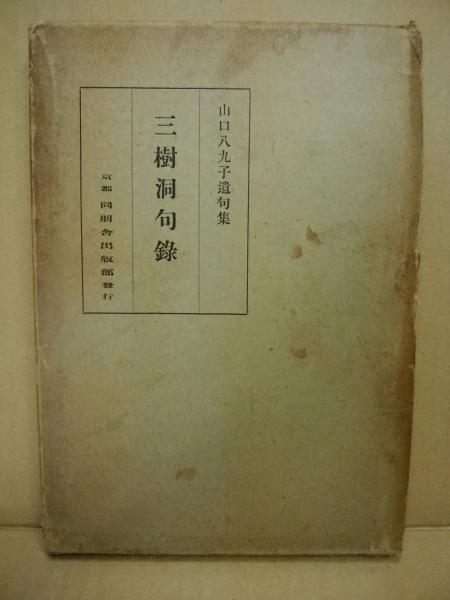 山口八九子遺句集
三樹洞句錄
京都 同朋舍出版部發行